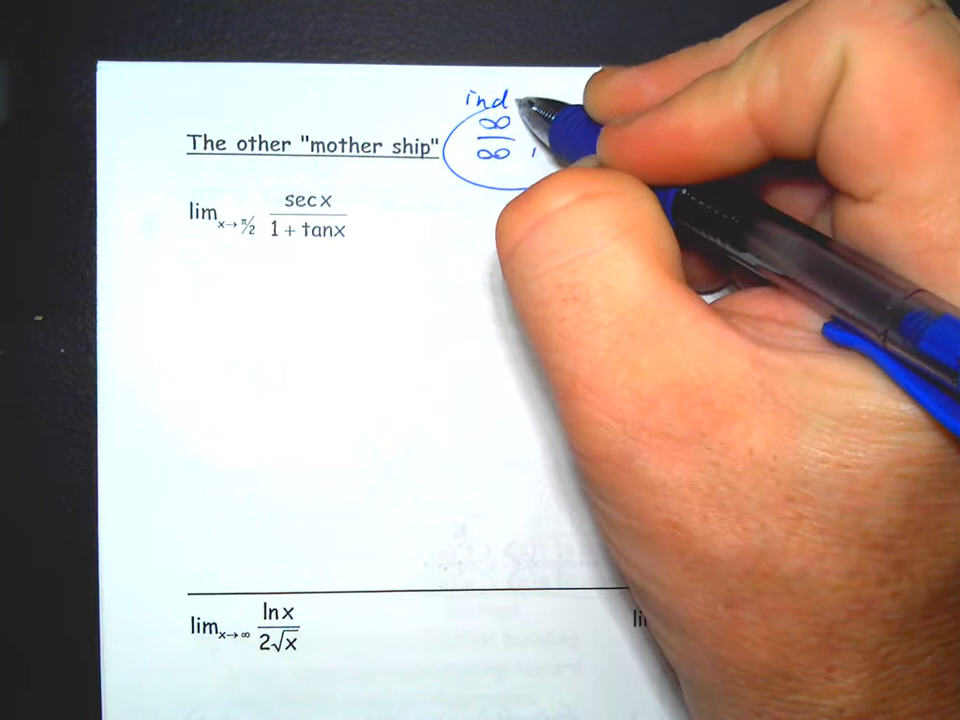 ind
The other "mother ship" ∞/∞ ,
lim x→π/2 sec x / 1 + tan x
lim x→∞ ln x / 2√x